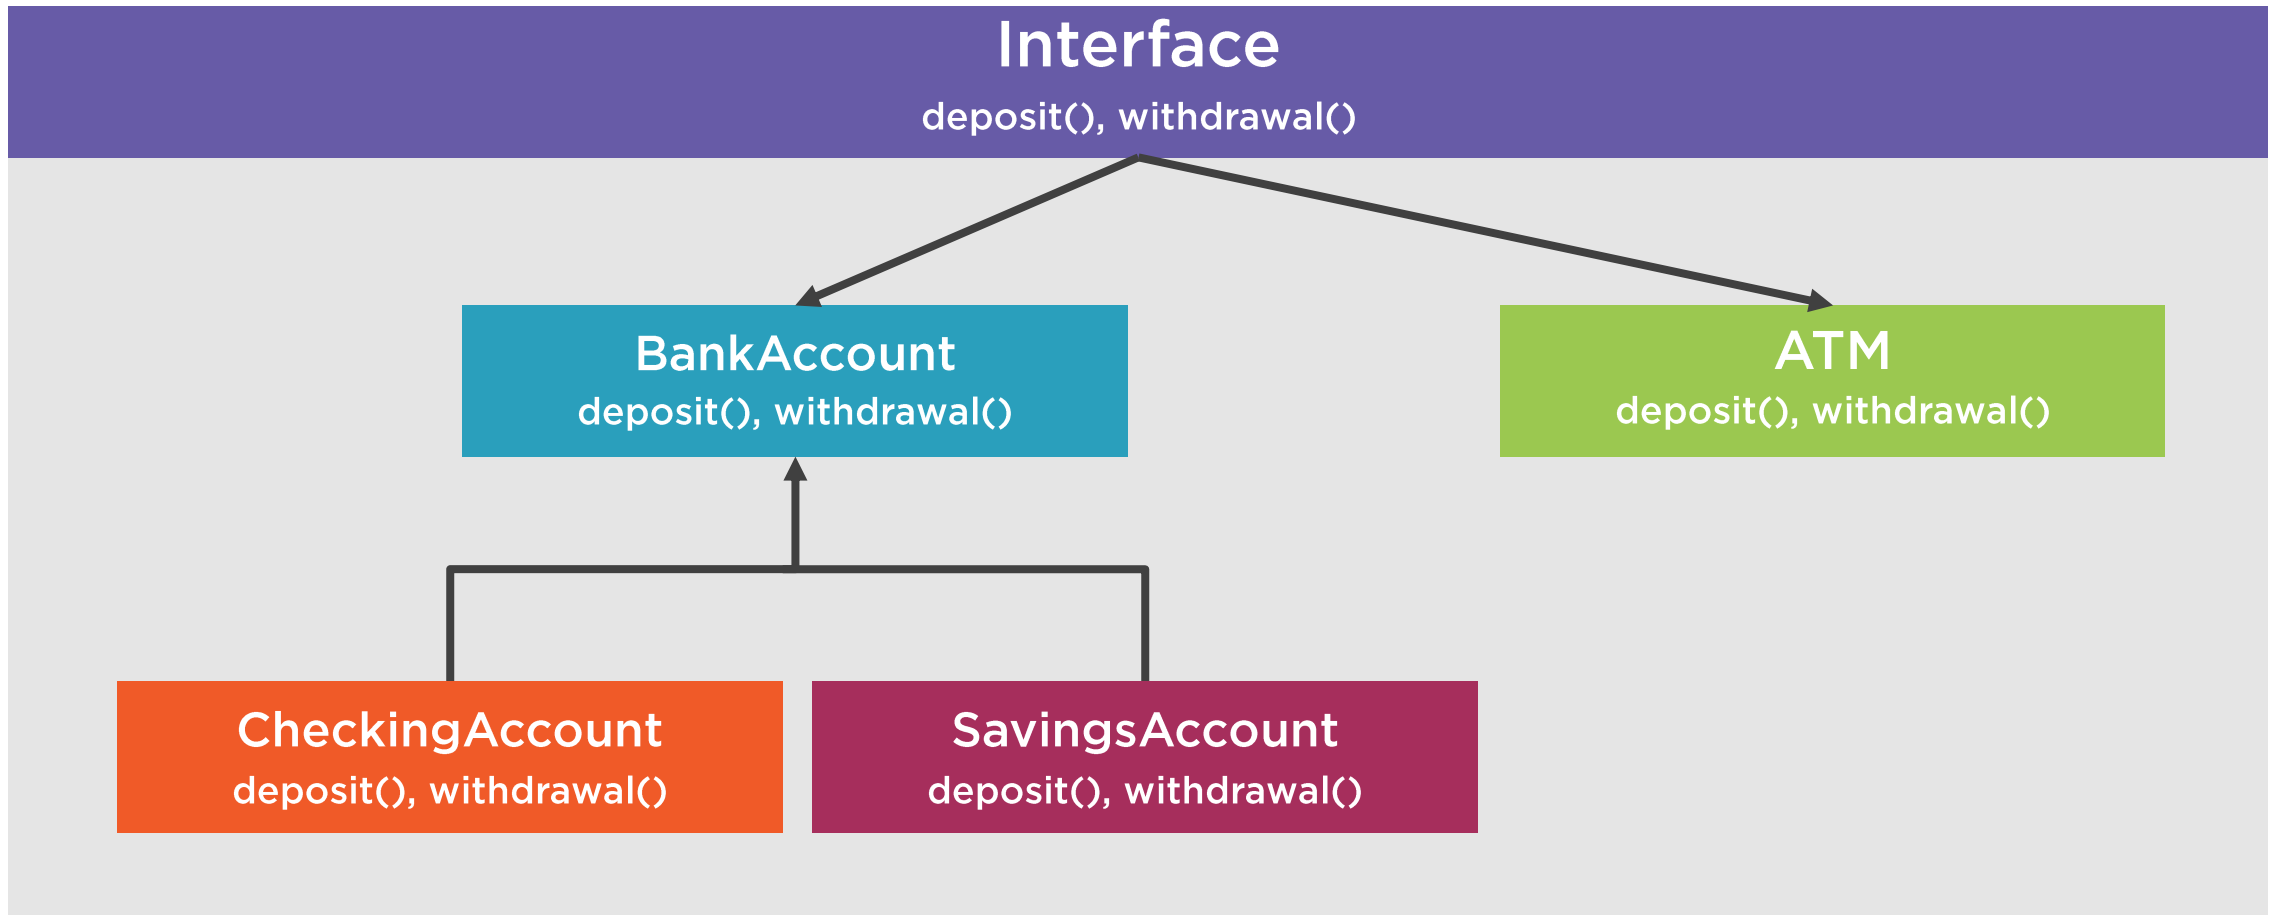 Interface
deposit(), withdrawal()
BankAccount
deposit(), withdrawal()
ATM
deposit(), withdrawal()
CheckingAccount
deposit(), withdrawal()
SavingsAccount
deposit(), withdrawal()